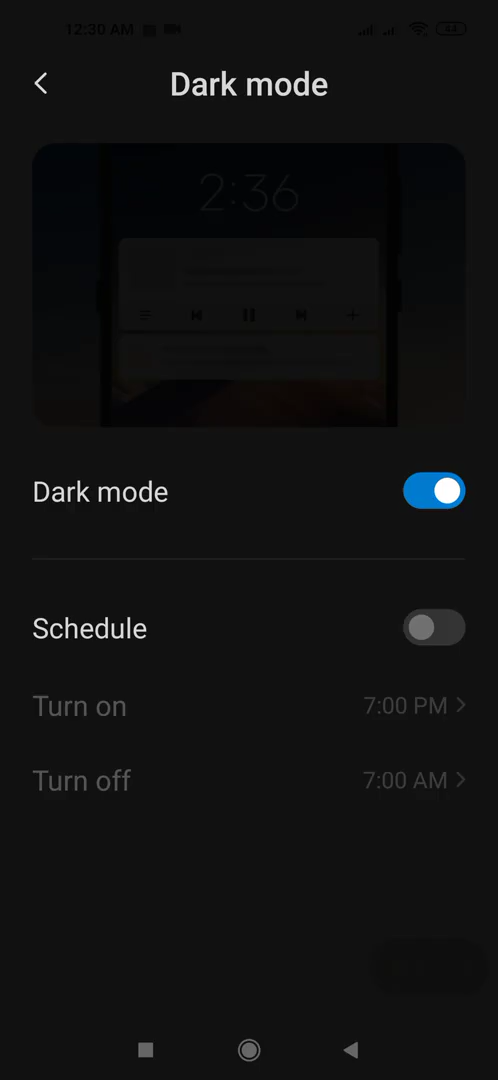 12:30 AM 44
Dark mode
2:36
Dark mode
Schedule
Turn on 7:00 PM
Turn off 7:00 AM